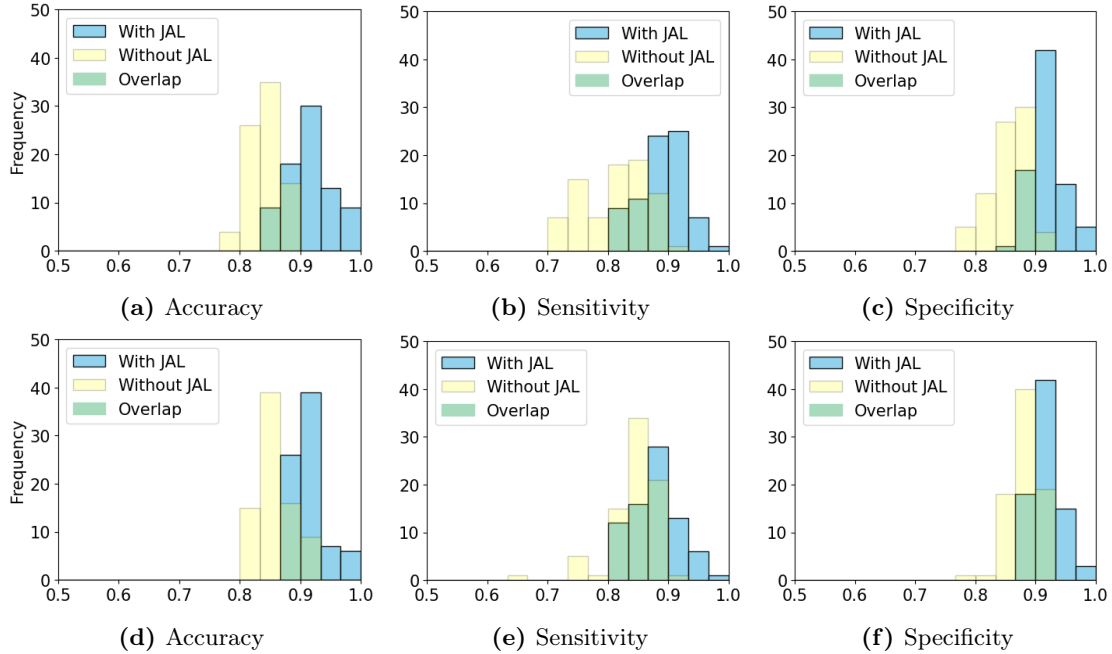 50
40
30
20
10
0
Frequency
With JAL
Without JAL
Overlap
0.5 0.6 0.7 0.8 0.9 1.0
(a) Accuracy
50
40
30
20
10
0
With JAL
Without JAL
Overlap
0.5 0.6 0.7 0.8 0.9 1.0
(b) Sensitivity
50
40
30
20
10
0
With JAL
Without JAL
Overlap
0.5 0.6 0.7 0.8 0.9 1.0
(c) Specificity
50
40
30
20
10
0
Frequency
With JAL
Without JAL
Overlap
0.5 0.6 0.7 0.8 0.9 1.0
(d) Accuracy
50
40
30
20
10
0
With JAL
Without JAL
Overlap
0.5 0.6 0.7 0.8 0.9 1.0
(e) Sensitivity
50
40
30
20
10
0
With JAL
Without JAL
Overlap
0.5 0.6 0.7 0.8 0.9 1.0
(f) Specificity